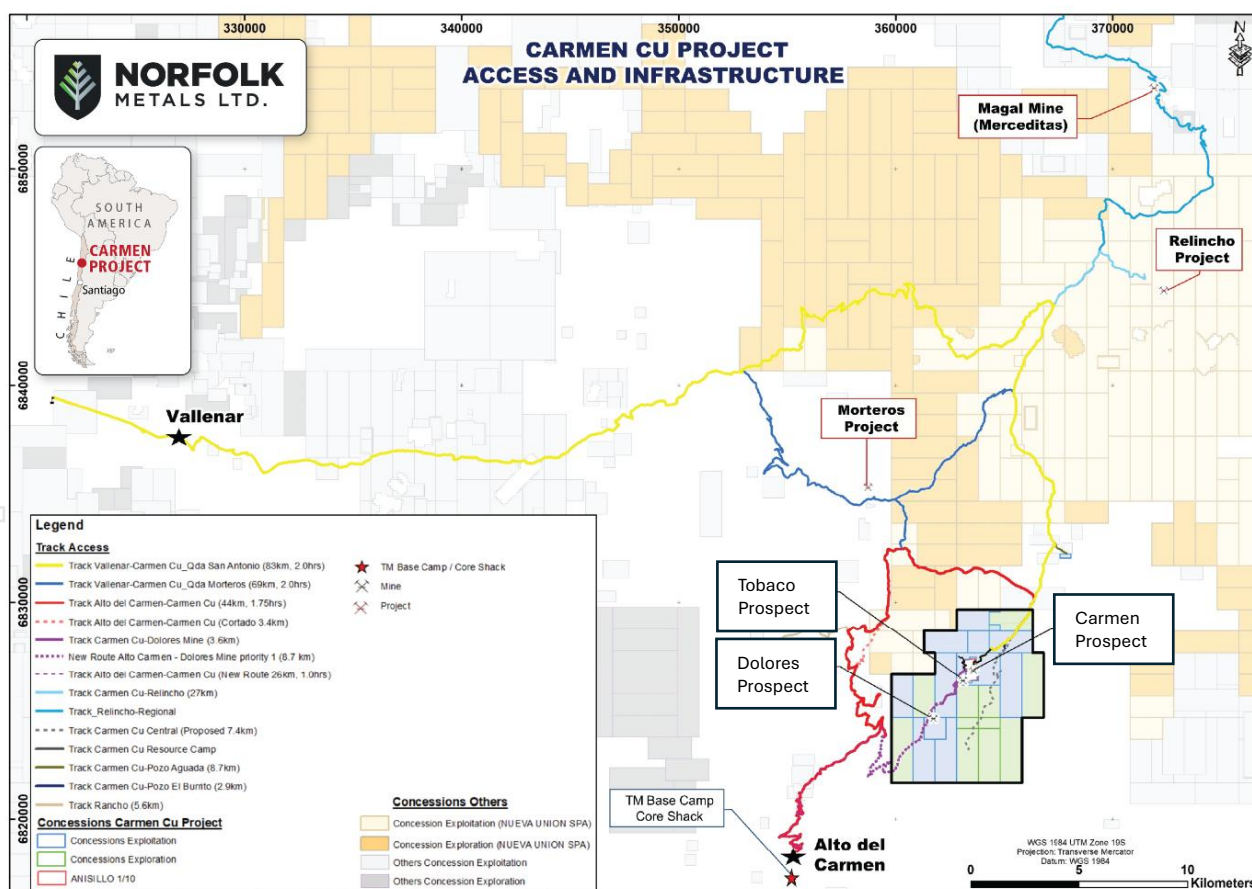 330000
340000
350000
360000
370000
CARMEN CU PROJECT
ACCESS AND INFRASTRUCTURE
N
NORFOLK
METALS LTD.
Magal Mine
(Merceditas)
6850000
SOUTH
AMERICA
CARMEN
PROJECT
Santiago
CHILE
Relincho
Project
6840000
Vallenar
Morteros
Project
Legend
Track Access
Track Vallenar-Carmen Cu_Qda San Antonio (83km, 2.0hrs)
Track Vallenar-Carmen Cu_Qda Morteros (69km, 2.0hrs)
Track Alto del Carmen-Carmen Cu (44km, 1.75hrs)
Track Alto del Carmen-Carmen Cu (Cortado 3.4km)
Track Carmen Cu-Dolores Mine (3.6km)
New Route Alto Carmen - Dolores Mine priority 1 (8.7 km)
Track Alto del Carmen-Carmen Cu (New Route 26km, 1.0hrs)
Track Carmen Cu-Relincho (27km)
Track_Relincho-Regional
Track Carmen Cu Central (Proposed 7.4km)
Track Carmen Cu Resource Camp
Track Carmen Cu-Pozo Aguada (8.7km)
Track Carmen Cu-Pozo El Burrito (2.9km)
Track Rancho (5.6km)
Concessions Carmen Cu Project
Concessions Exploitation
Concessions Exploration
ANISILLO 1/10
TM Base Camp / Core Shack
Mine
Project
Concessions Others
Concession Exploitation (NUEVA UNION SPA)
Concession Exploration (NUEVA UNION SPA)
Others Concession Exploitation
Others Concession Exploration
6830000
Tobaco
Prospect
Carmen
Prospect
Dolores
Prospect
6820000
TM Base Camp
Core Shack
Alto del
Carmen
WGS 1984 UTM Zone 19S
Projection: Transverse Mercator
Datum: WGS 1984
0
5
10
Kilometers